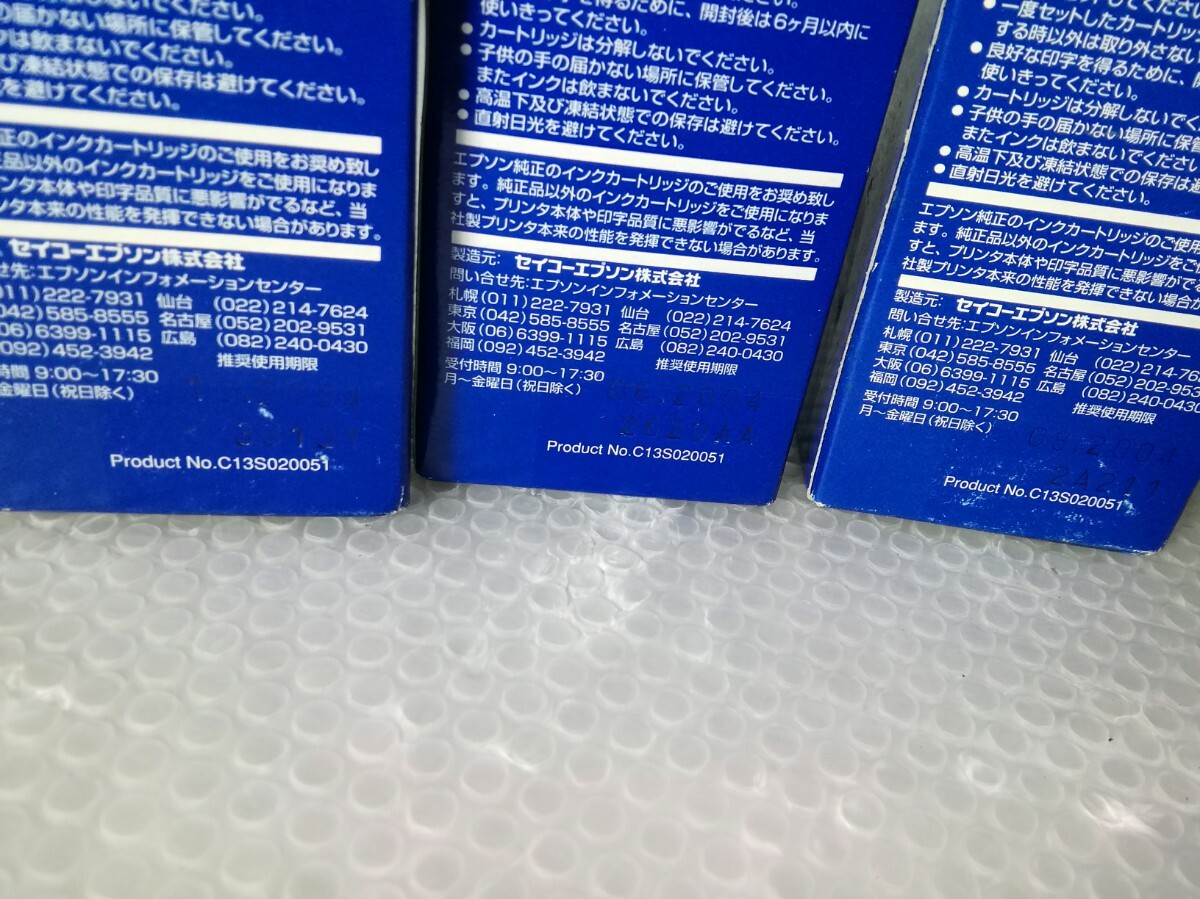 の届かない場所に保管してください。
は飲まないでください。
び凍結状態での保存は避けてください。
を避けてください。
純正のインクカートリッジのご使用をお奨め致し
正品以外のインクカートリッジをご使用になりま
リンタ本体や印字品質に悪影響がでるなど、当
ンタ本来の性能を発揮できない場合があります。
セイコーエプソン株式会社
せ先:エプソンインフォメーションセンター
(011)222-7931 仙台 (022)214-7624
(042)585-8555 名古屋(052)202-9531
(06)6399-1115 広島 (082)240-0430
(092)452-3942
推奨使用期限
時間 9:00～17:30
金曜日(祝日除く)
Product No.C13S020051
を得るために、開封後は6ヶ月以内に
使いきってください。
● カートリッジは分解しないでください。
● 子供の手の届かない場所に保管してください。
またインクは飲まないでください。
● 高温下及び凍結状態での保存は避けてください。
● 直射日光を避けてください。
エプソン純正のインクカートリッジのご使用をお奨め致し
ます。純正品以外のインクカートリッジをご使用になりま
すと、プリンタ本体や印字品質に悪影響がでるなど、当
社製プリンタ本来の性能を発揮できない場合があります。
製造元: セイコーエプソン株式会社
問い合せ先:エプソンインフォメーションセンター
札幌(011)222-7931 仙台 (022)214-7624
東京(042)585-8555 名古屋(052)202-9531
大阪(06)6399-1115 広島 (082)240-0430
福岡(092)452-3942
推奨使用期限
受付時間 9:00～17:30
月～金曜日(祝日除く)
06.2004
Product No.C13S020051
● 一度セットしたカートリッ
する時以外は取り外さない
● 良好な印字を得るために、
使いきってください。
● カートリッジは分解しないでく
● 子供の手の届かない場所に保管
またインクは飲まないでください
● 高温下及び凍結状態での保存は
● 直射日光を避けてください。
エプソン純正のインクカートリッジのご使用
ます。純正品以外のインクカートリッジをご
すと、プリンタ本体や印字品質に悪影響がで
社製プリンタ本来の性能を発揮できない場合
製造元: セイコーエプソン株式会社
問い合せ先:エプソンインフォメーションセンター
札幌(011)222-7931 仙台 (022)214-76
東京(042)585-8555 名古屋(052)202-953
大阪(06)6399-1115 広島 (082)240-043
福岡(092)452-3942
推奨使用期限
受付時間 9:00～17:30
月～金曜日(祝日除く)
08.2004
2A211
Product No.C13S020051